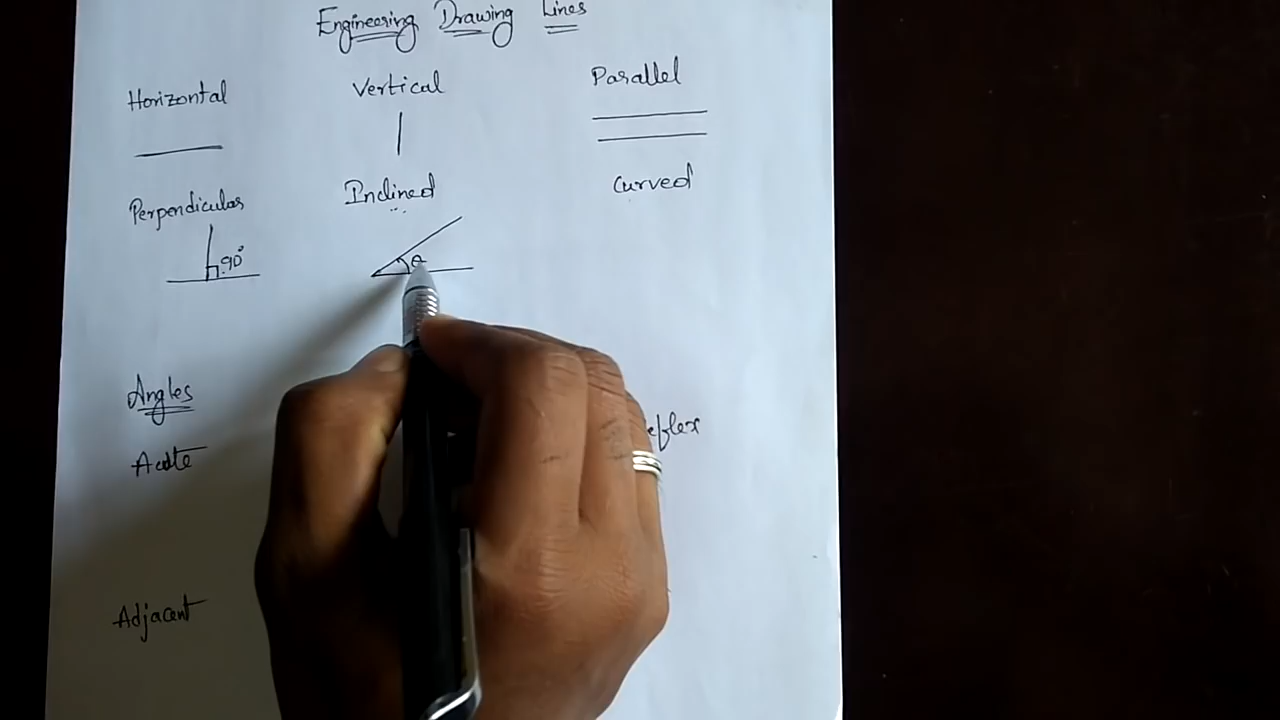 Engineering Drawing Lines
Horizontal Vertical Parallel
Perpendicular Inclined Curved
90° θ
Angles
Acute eflex
Adjacent